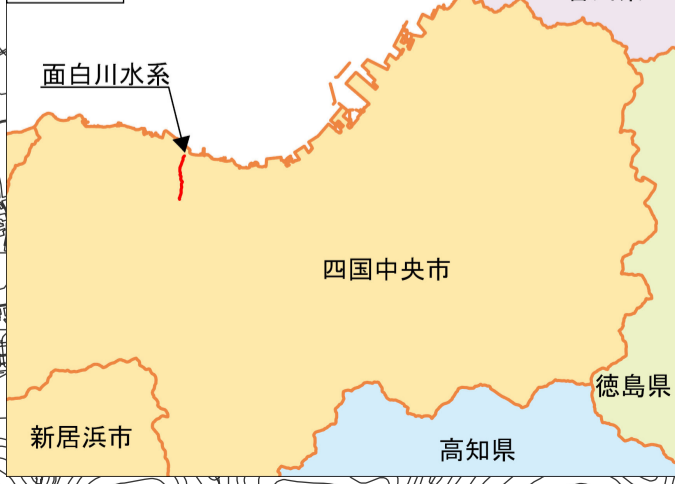 面白川水系
四国中央市
徳島県
新居浜市
高知県